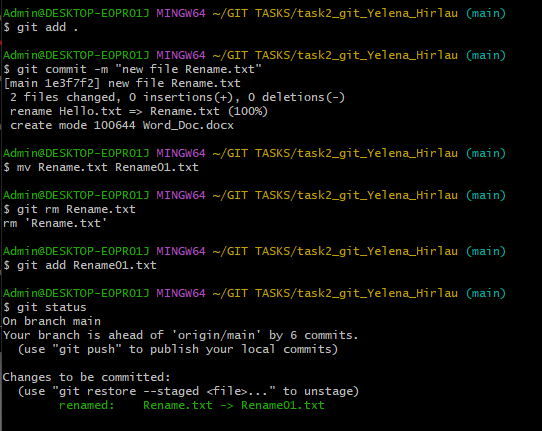 Admin@DESKTOP-EOPRO1J MINGW64 ~/GIT TASKS/task2_git_Yelena_Hirlau (main)
$ git add .
Admin@DESKTOP-EOPRO1J MINGW64 ~/GIT TASKS/task2_git_Yelena_Hirlau (main)
$ git commit -m "new file Rename.txt"
[main 1e3f7f2] new file Rename.txt
 2 files changed, 0 insertions(+), 0 deletions(-)
 rename Hello.txt => Rename.txt (100%)
 create mode 100644 Word_Doc.docx
Admin@DESKTOP-EOPRO1J MINGW64 ~/GIT TASKS/task2_git_Yelena_Hirlau (main)
$ mv Rename.txt Rename01.txt
Admin@DESKTOP-EOPRO1J MINGW64 ~/GIT TASKS/task2_git_Yelena_Hirlau (main)
$ git rm Rename.txt
rm 'Rename.txt'
Admin@DESKTOP-EOPRO1J MINGW64 ~/GIT TASKS/task2_git_Yelena_Hirlau (main)
$ git add Rename01.txt
Admin@DESKTOP-EOPRO1J MINGW64 ~/GIT TASKS/task2_git_Yelena_Hirlau (main)
$ git status
On branch main
Your branch is ahead of 'origin/main' by 6 commits.
  (use "git push" to publish your local commits)
Changes to be committed:
  (use "git restore --staged <file>..." to unstage)
        renamed:    Rename.txt -> Rename01.txt